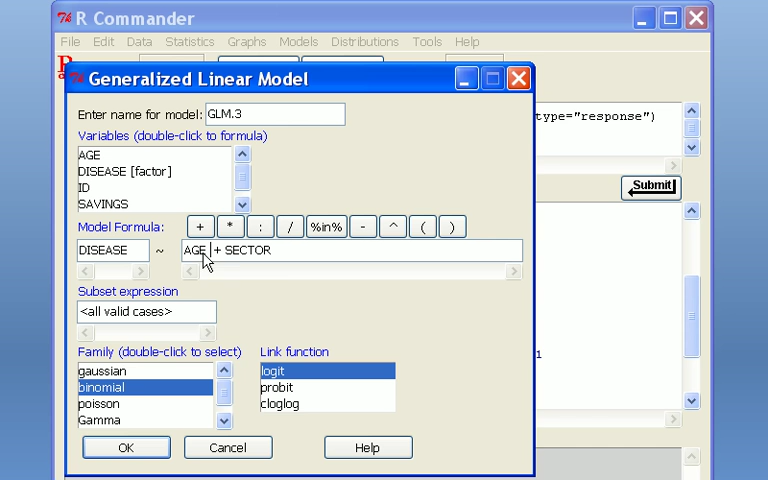 R Commander
File Edit Data Statistics Graphs Models Distributions Tools Help
Generalized Linear Model
Enter name for model: GLM.3
type="response")
Variables (double-click to formula)
AGE
DISEASE [factor]
ID
SAVINGS
Submit
Model Formula: + * : / %in% - ^ ( )
DISEASE ~ AGE + SECTOR
Subset expression
<all valid cases>
Family (double-click to select) Link function
gaussian logit
binomial probit
poisson cloglog
Gamma
OK Cancel Help